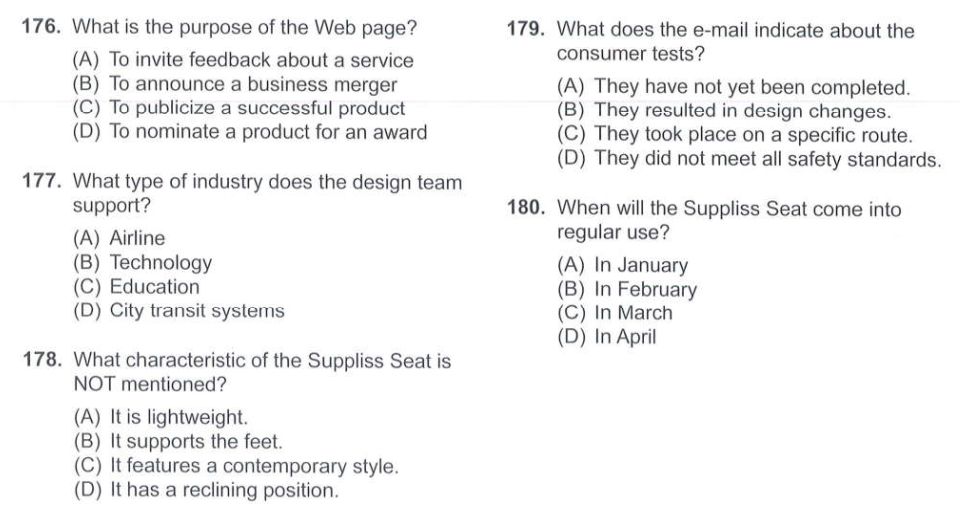 176. What is the purpose of the Web page?
(A) To invite feedback about a service
(B) To announce a business merger
(C) To publicize a successful product
(D) To nominate a product for an award
177. What type of industry does the design team
support?
(A) Airline
(B) Technology
(C) Education
(D) City transit systems
178. What characteristic of the Suppliss Seat is
NOT mentioned?
(A) It is lightweight.
(B) It supports the feet.
(C) It features a contemporary style.
(D) It has a reclining position.
179. What does the e-mail indicate about the
consumer tests?
(A) They have not yet been completed.
(B) They resulted in design changes.
(C) They took place on a specific route.
(D) They did not meet all safety standards.
180. When will the Suppliss Seat come into
regular use?
(A) In January
(B) In February
(C) In March
(D) In April